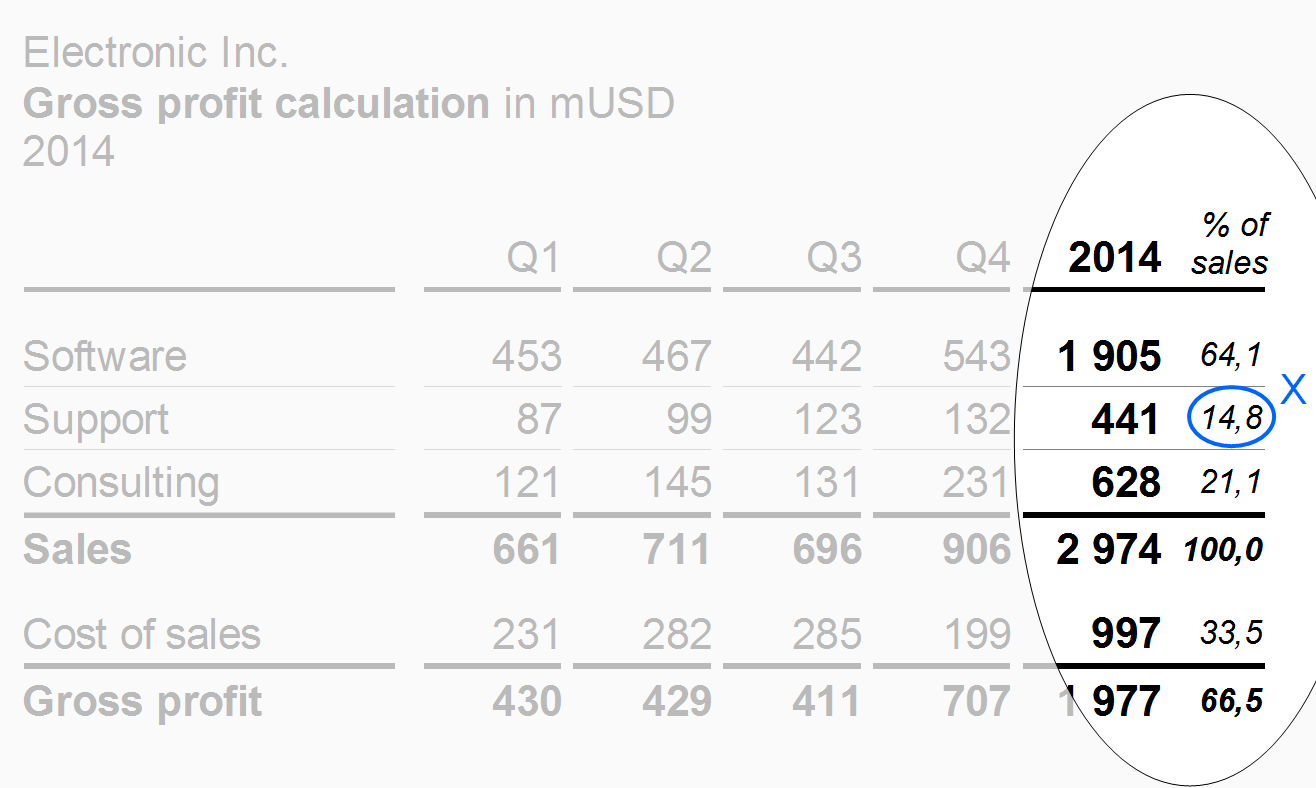 Electronic Inc.
Gross profit calculation in mUSD
2014
% of
Q1 Q2 Q3 Q4 2014 sales
Software 453 467 442 543 1 905 64,1
X
Support 87 99 123 132 441 14,8
Consulting 121 145 131 231 628 21,1
Sales 661 711 696 906 2 974 100,0
Cost of sales 231 282 285 199 997 33,5
Gross profit 430 429 411 707 1 977 66,5